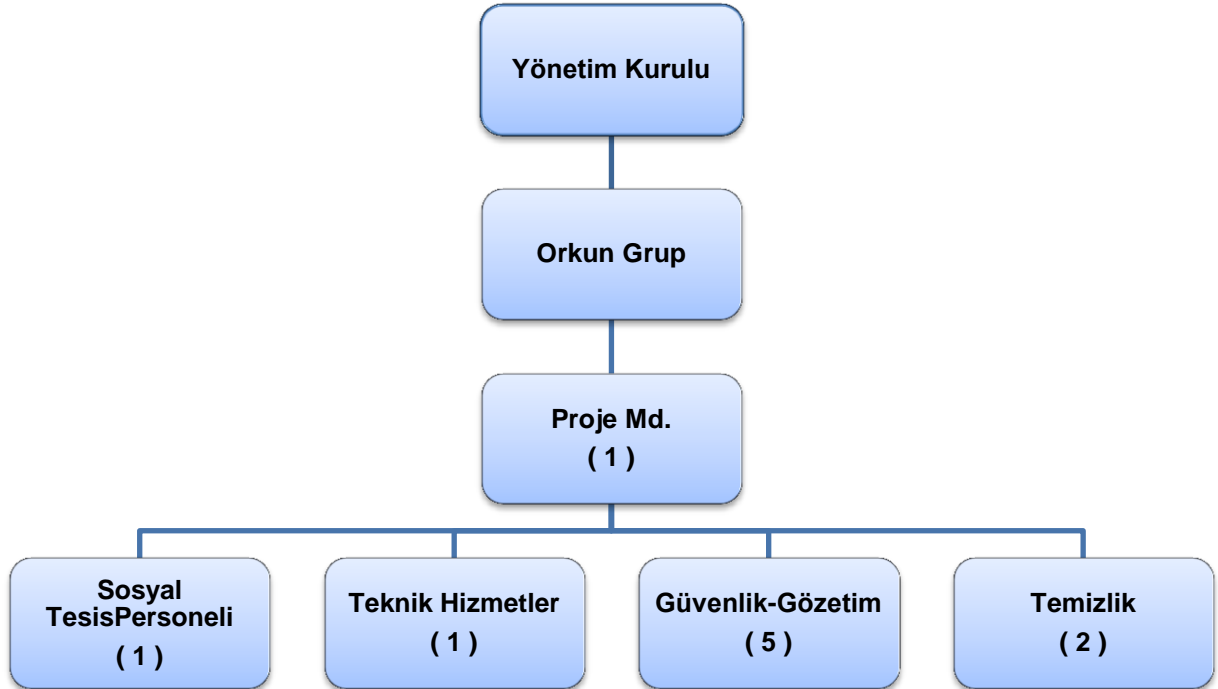 Yönetim Kurulu
Orkun Grup
Proje Md.
( 1 )
Sosyal
TesisPersoneli
( 1 )
Teknik Hizmetler
( 1 )
Güvenlik-Gözetim
( 5 )
Temizlik
( 2 )